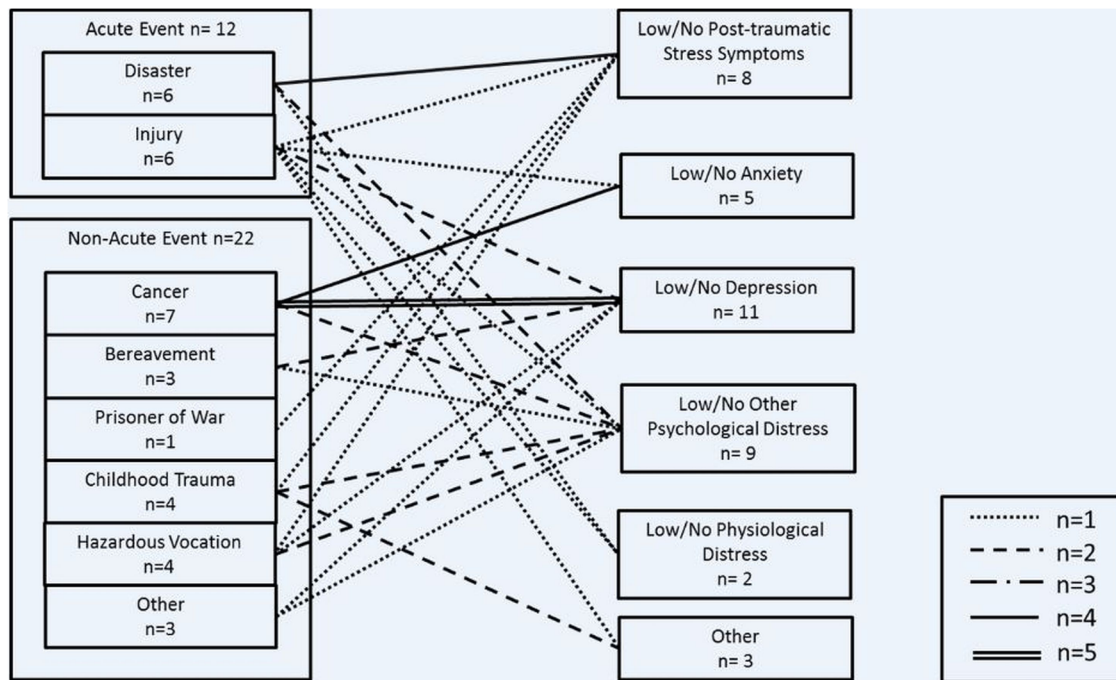 Acute Event n= 12
Disaster
n=6
Injury
n=6
Non-Acute Event n=22
Cancer
n=7
Bereavement
n=3
Prisoner of War
n=1
Childhood Trauma
n=4
Hazardous Vocation
n=4
Other
n=3
Low/No Post-traumatic
Stress Symptoms
n= 8
Low/No Anxiety
n= 5
Low/No Depression
n= 11
Low/No Other
Psychological Distress
n= 9
Low/No Physiological
Distress
n= 2
Other
n= 3
n=1
n=2
n=3
n=4
n=5